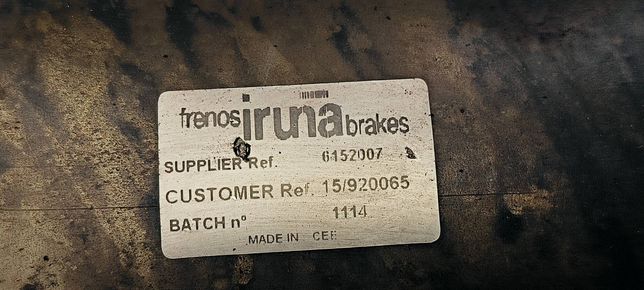 frenos iruna brakes
SUPPLIER Ref. 6152007
CUSTOMER Ref. 15/920065
BATCH nº 1114
MADE IN CEE